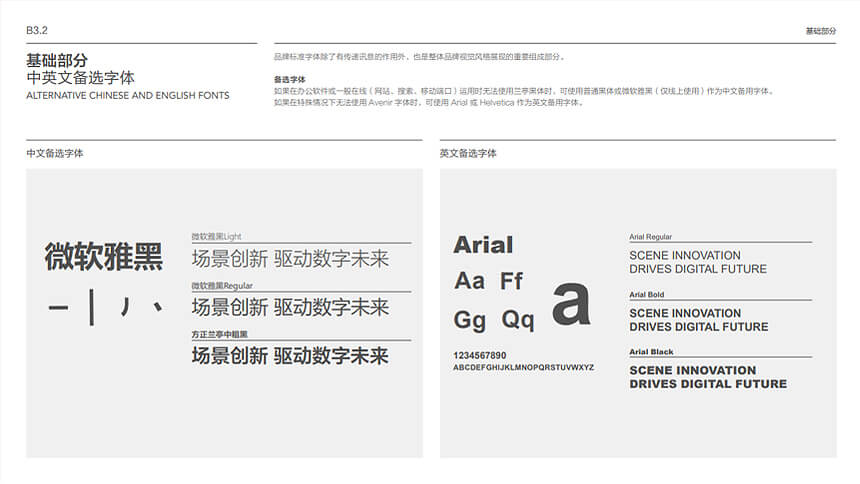 B3.2
基础部分
基础部分
中英文备选字体
ALTERNATIVE CHINESE AND ENGLISH FONTS
品牌标准字体除了有传递讯息的作用外，也是整体品牌视觉风格展现的重要组成部分。
备选字体
如果在办公软件或一般在线（网站、搜索、移动端口）运用时无法使用兰亭黑体时，可使用普通黑体或微软雅黑（仅线上使用）作为中文备用字体。
如果在特殊情况下无法使用 Avenir 字体时，可使用 Arial 或 Helvetica 作为英文备用字体。
中文备选字体
微软雅黑
一丨丿丶
微软雅黑Light
场景创新 驱动数字未来
微软雅黑Regular
场景创新 驱动数字未来
方正兰亭中粗黑
场景创新 驱动数字未来
英文备选字体
Arial
Aa Ff
Gg Qq
a
1234567890
ABCDEFGHIJKLMNOPQRSTUVWXYZ
Arial Regular
SCENE INNOVATION
DRIVES DIGITAL FUTURE
Arial Bold
SCENE INNOVATION
DRIVES DIGITAL FUTURE
Arial Black
SCENE INNOVATION
DRIVES DIGITAL FUTURE